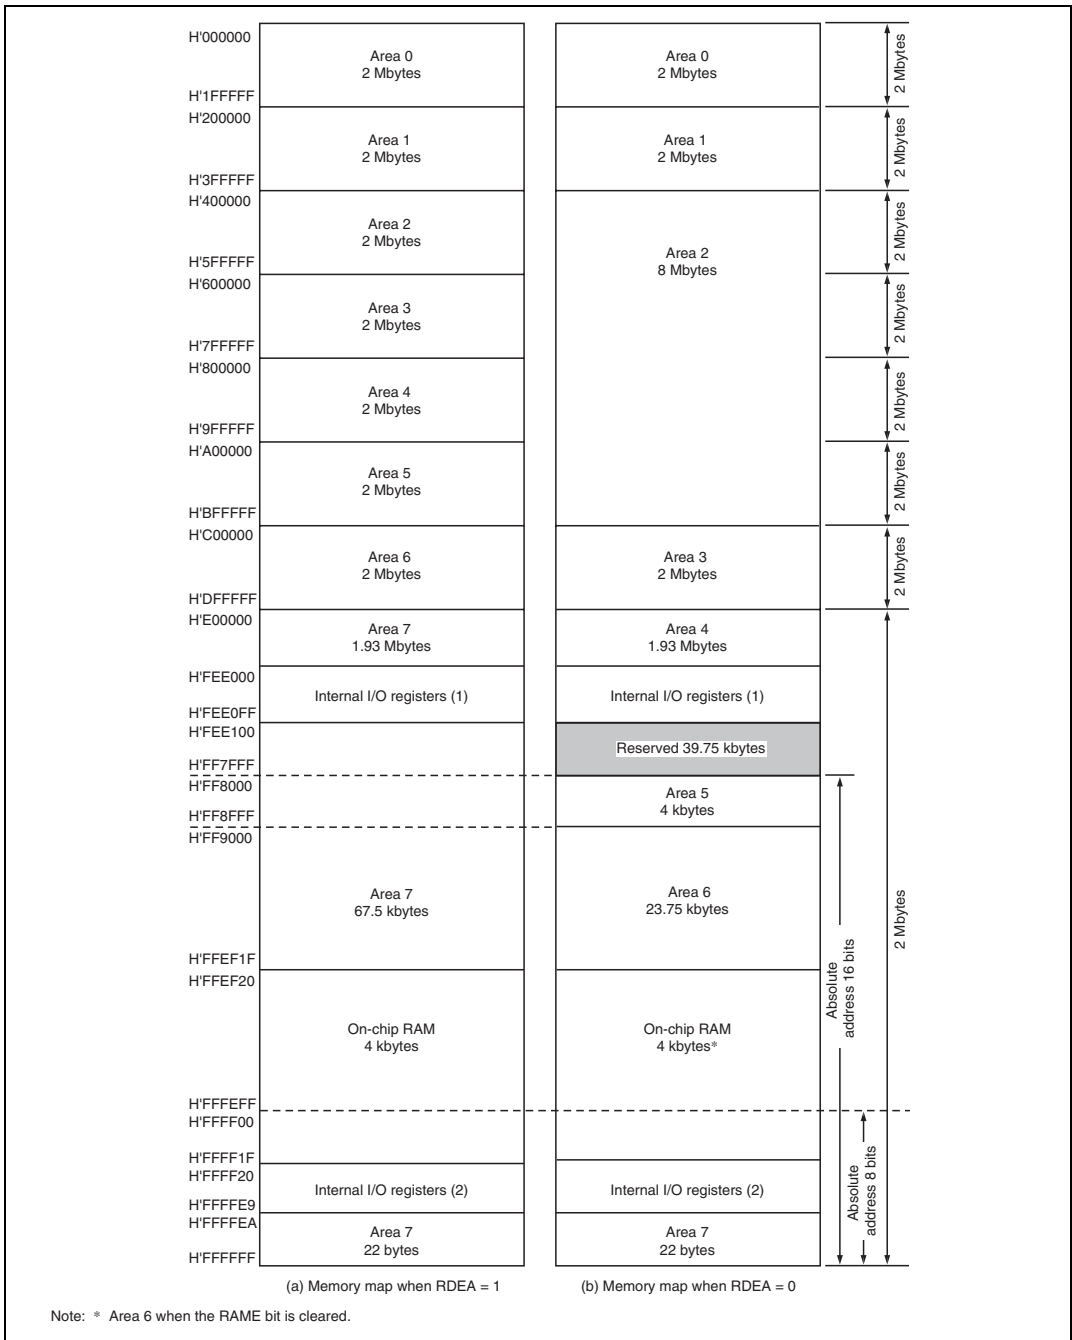 H'000000
Area 0
2 Mbytes
Area 0
2 Mbytes
2 Mbytes
H'1FFFFF
H'200000
Area 1
2 Mbytes
Area 1
2 Mbytes
2 Mbytes
H'3FFFFF
H'400000
Area 2
2 Mbytes
Area 2
8 Mbytes
2 Mbytes
H'5FFFFF
H'600000
Area 3
2 Mbytes
2 Mbytes
H'7FFFFF
H'800000
Area 4
2 Mbytes
2 Mbytes
H'9FFFFF
H'A00000
Area 5
2 Mbytes
2 Mbytes
H'BFFFFF
H'C00000
Area 6
2 Mbytes
Area 3
2 Mbytes
2 Mbytes
H'DFFFFF
H'E00000
Area 7
1.93 Mbytes
Area 4
1.93 Mbytes
H'FEE000
Internal I/O registers (1)
Internal I/O registers (1)
H'FEE0FF
H'FEE100
Reserved 39.75 kbytes
H'FF7FFF
H'FF8000
Area 5
4 kbytes
H'FF8FFF
H'FF9000
Area 7
67.5 kbytes
Area 6
23.75 kbytes
2 Mbytes
H'FFEF1F
H'FFEF20
Absolute
address 16 bits
On-chip RAM
4 kbytes
On-chip RAM
4 kbytes*
H'FFFEFF
H'FFFF00
H'FFFF1F
H'FFFF20
Internal I/O registers (2)
Internal I/O registers (2)
Absolute
address 8 bits
H'FFFFE9
H'FFFFEA
Area 7
22 bytes
Area 7
22 bytes
H'FFFFFF
(a) Memory map when RDEA = 1
(b) Memory map when RDEA = 0
Note: * Area 6 when the RAME bit is cleared.